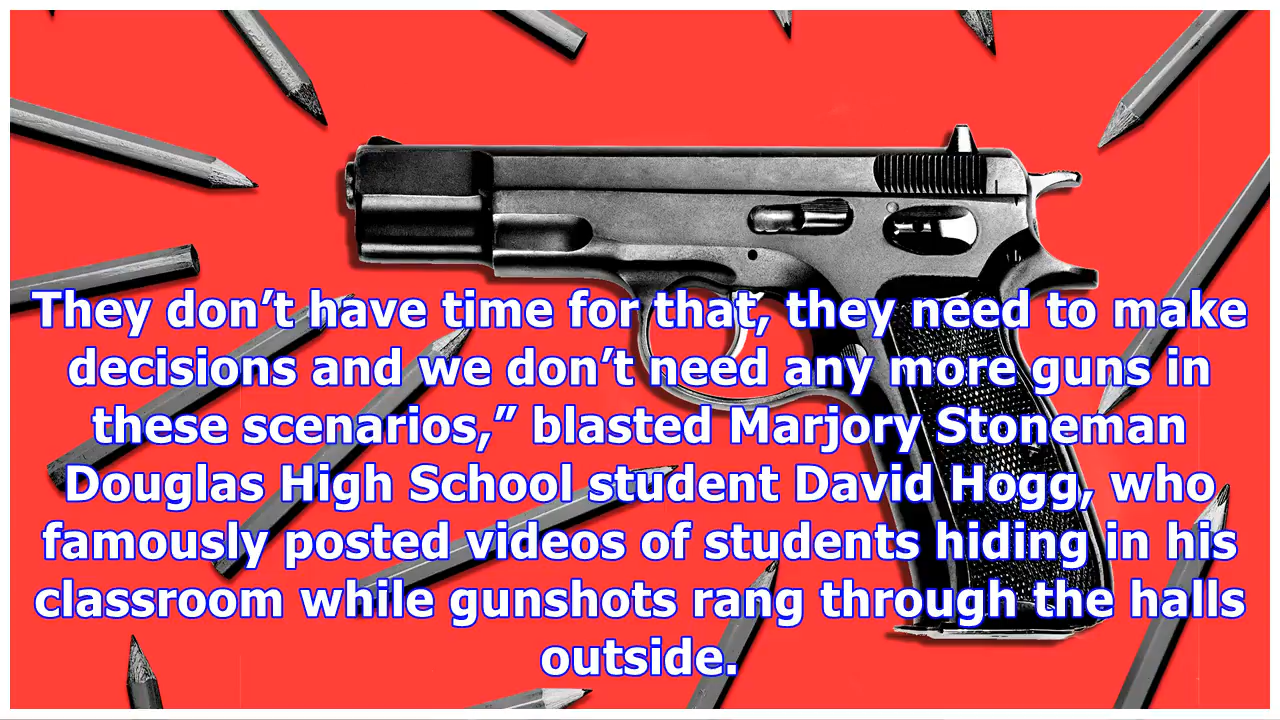 They don’t have time for that, they need to make
decisions and we don’t need any more guns in
these scenarios,” blasted Marjory Stoneman
Douglas High School student David Hogg, who
famously posted videos of students hiding in his
classroom while gunshots rang through the halls
outside.